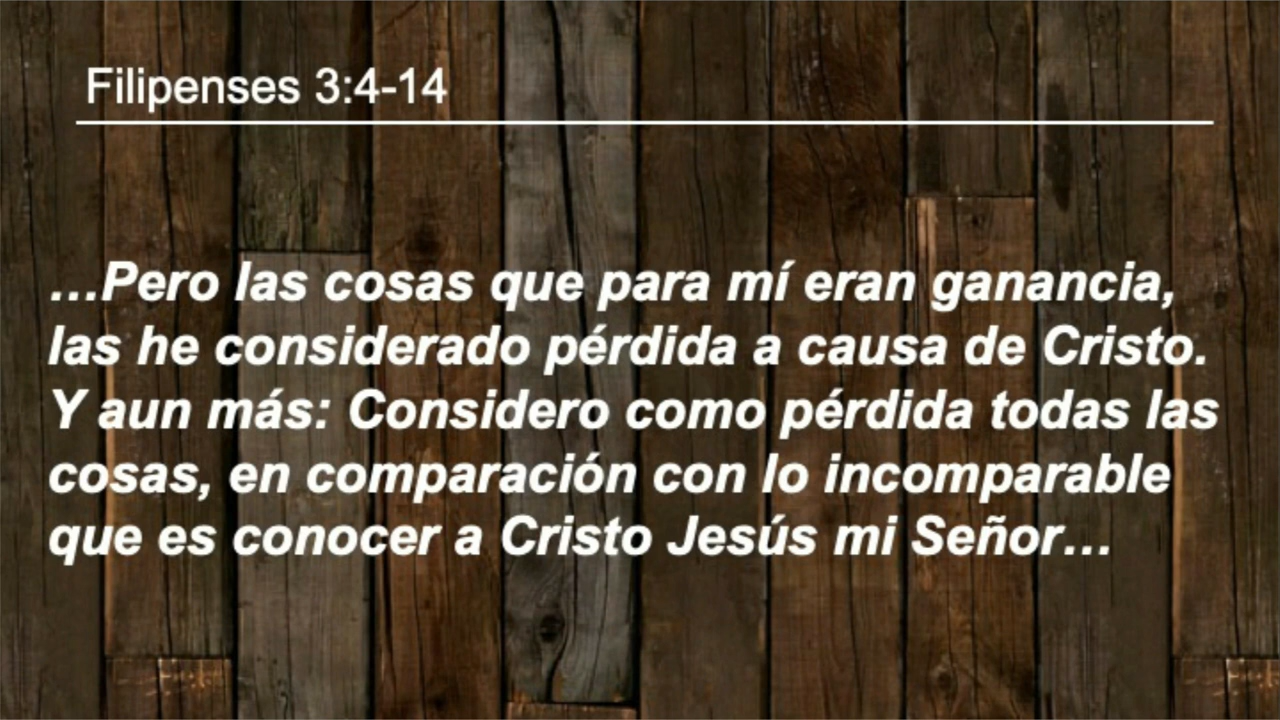 Filipenses 3:4-14
…Pero las cosas que para mí eran ganancia,
las he considerado pérdida a causa de Cristo.
Y aun más: Considero como pérdida todas las
cosas, en comparación con lo incomparable
que es conocer a Cristo Jesús mi Señor…